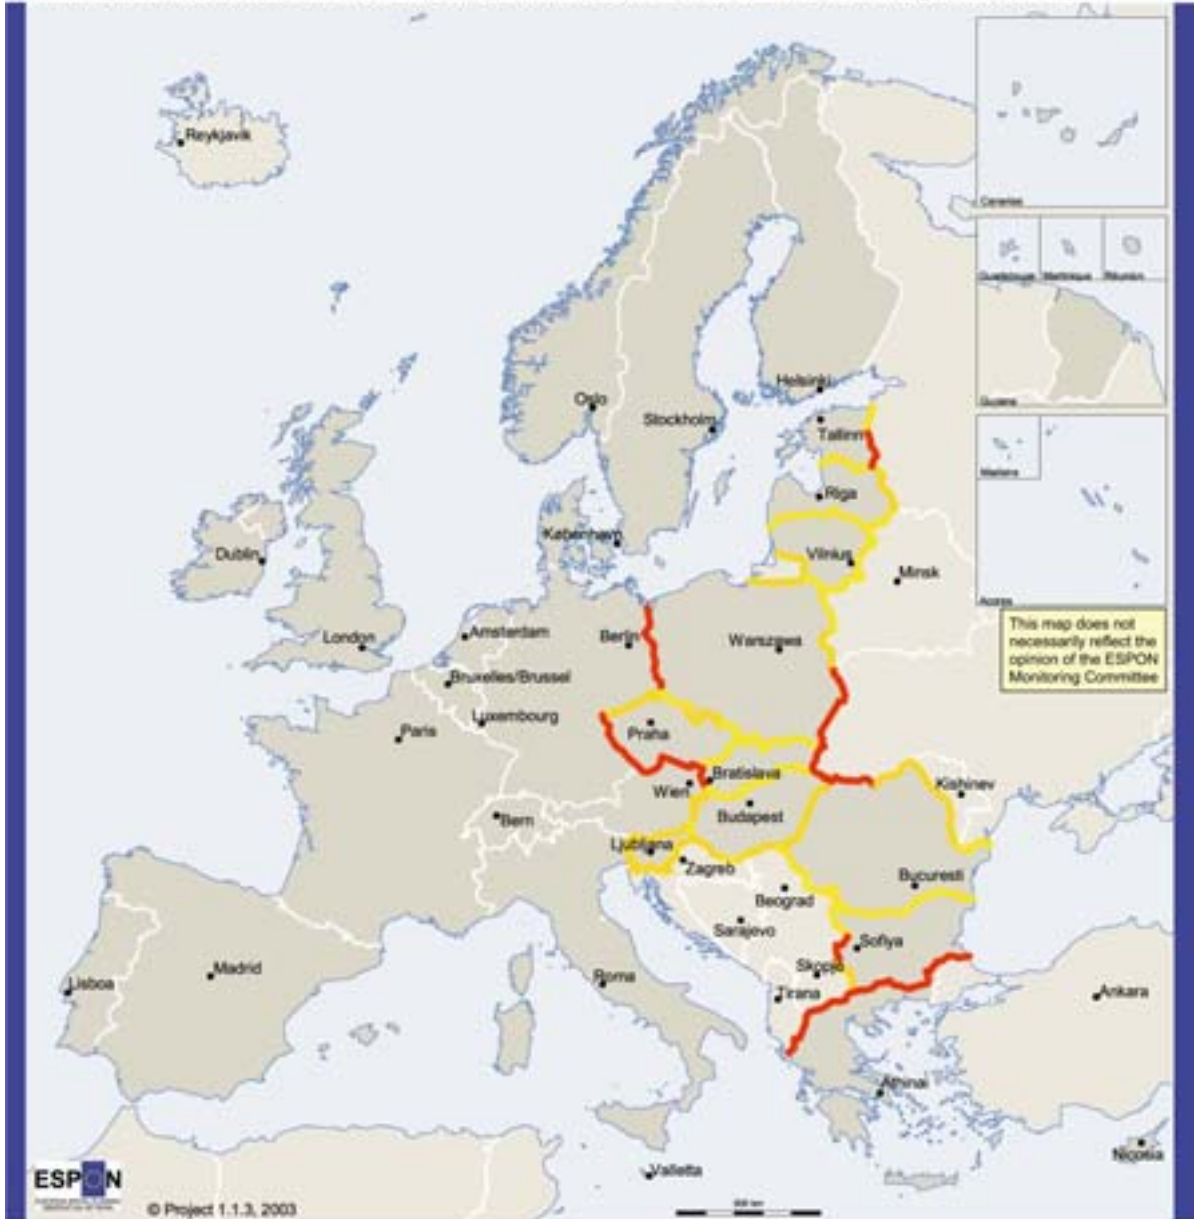 Reykjavik
Canarias
Guadeloupe
Martinique
Réunion
Guyane
Helsinki
Oslo
Stockholm
Tallinn
Madeira
Riga
København
Dublin
Vilnius
Minsk
Acores
This map does not
necessarily reflect the
opinion of the ESPON
Monitoring Committee
London
Amsterdam
Berlin
Warszawa
Bruxelles/Brussel
Luxembourg
Paris
Praha
Bratislava
Wien
Kishinev
Bern
Budapest
Ljubljana
Zagreb
Bucuresti
Beograd
Sarajevo
Sofiya
Madrid
Lisboa
Roma
Skopje
Tirana
Ankara
Athinai
Nicosia
Valletta
ESPON
© Project 1.1.3, 2003